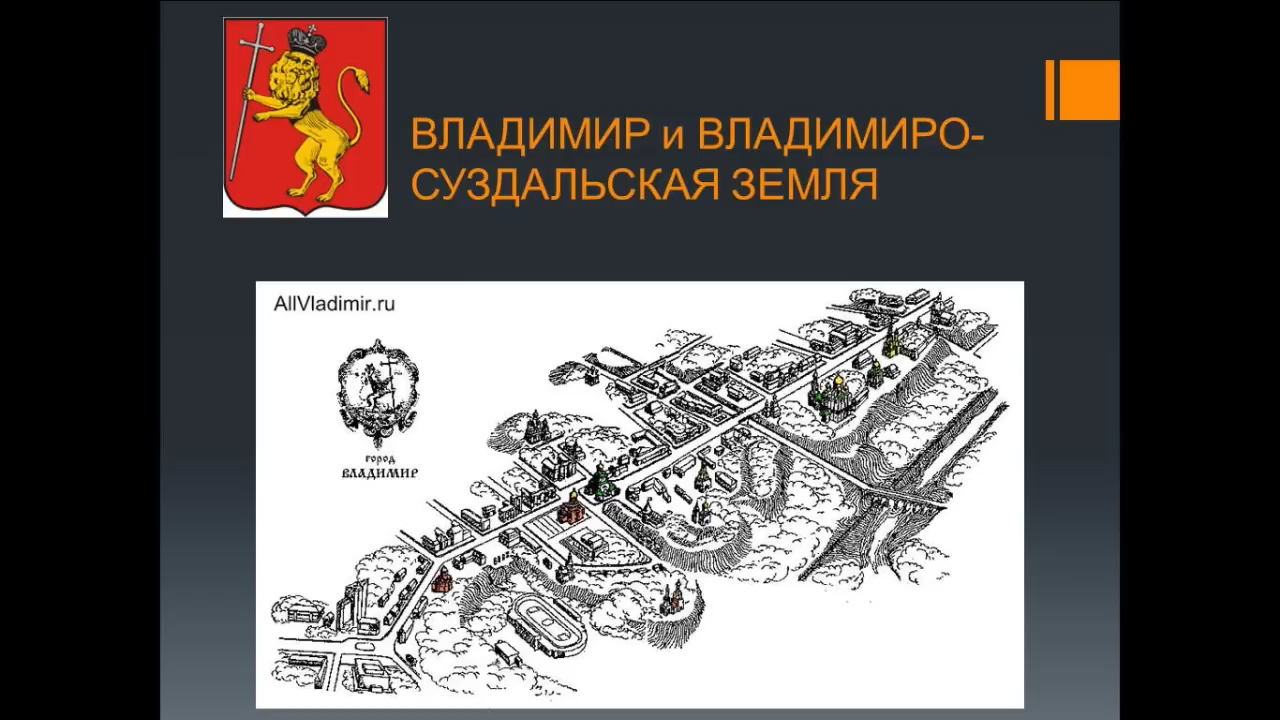 ВЛАДИМИР и ВЛАДИМИРО-
СУЗДАЛЬСКАЯ ЗЕМЛЯ
AllVladimir.ru
город
ВЛАДИМИР